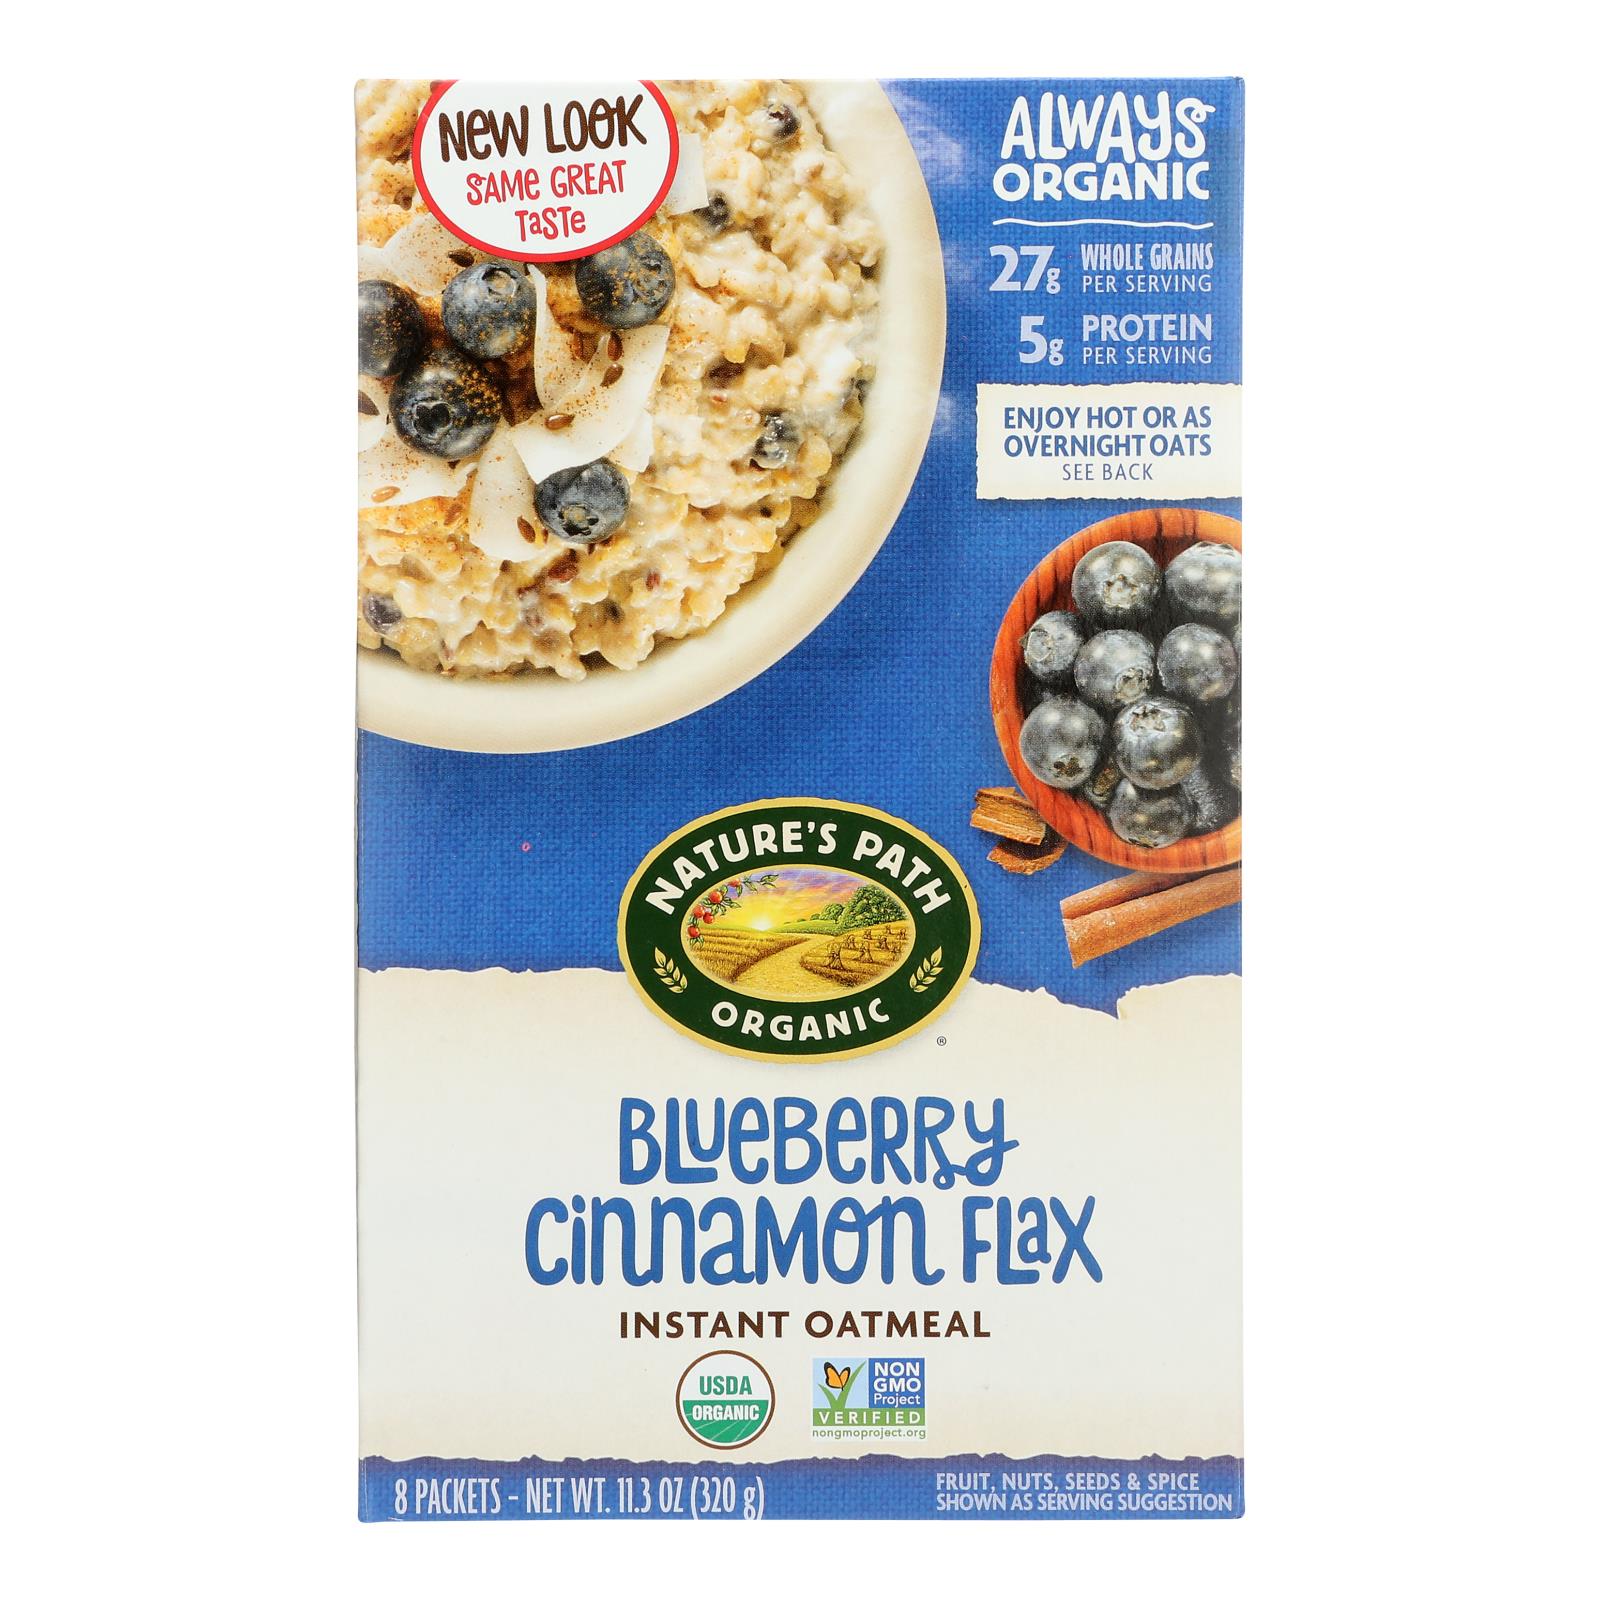 NEW LOOK
SAME GREAT
TASTE
ALWAYS
ORGANIC
27g WHOLE GRAINS
PER SERVING
5g PROTEIN
PER SERVING
ENJOY HOT OR AS
OVERNIGHT OATS
SEE BACK
NATURE'S PATH
ORGANIC
®
BLUEBERRY
CINNAMON FLAX
INSTANT OATMEAL
USDA
ORGANIC
NON
GMO
Project
VERIFIED
nongmoproject.org
8 PACKETS - NET WT. 11.3 OZ (320 g)
FRUIT, NUTS, SEEDS & SPICE
SHOWN AS SERVING SUGGESTION